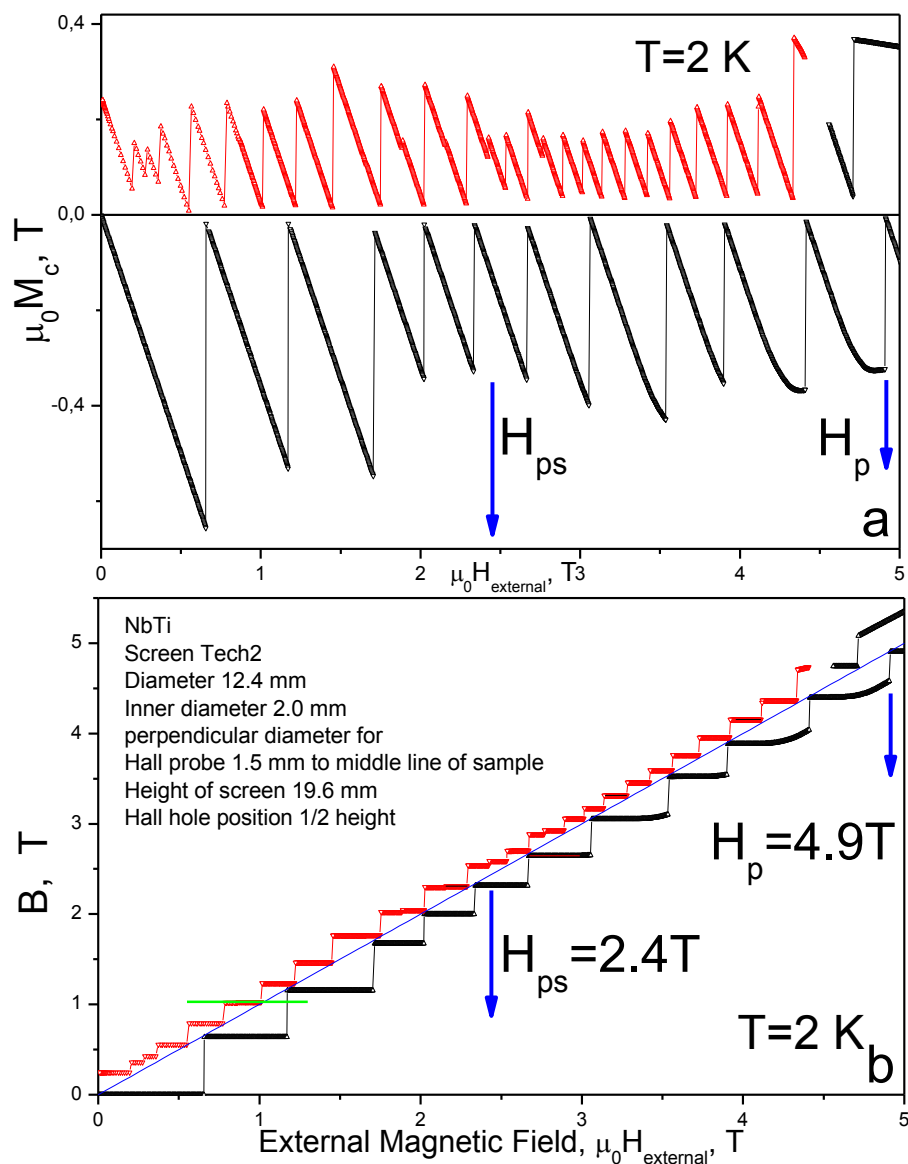 0,4
T=2 K
0,0
μ0Mc, T
-0,4
Hps
Hp
a
0 1 2 3 4 5
μ0Hexternal, T
5
4
3
2
1
0
B, T
NbTi
Screen Tech2
Diameter 12.4 mm
Inner diameter 2.0 mm
perpendicular diameter for
Hall probe 1.5 mm to middle line of sample
Height of screen 19.6 mm
Hall hole position 1/2 height
Hp=4.9T
Hps=2.4T
T=2 K
b
0 1 2 3 4 5
External Magnetic Field, μ0Hexternal, T